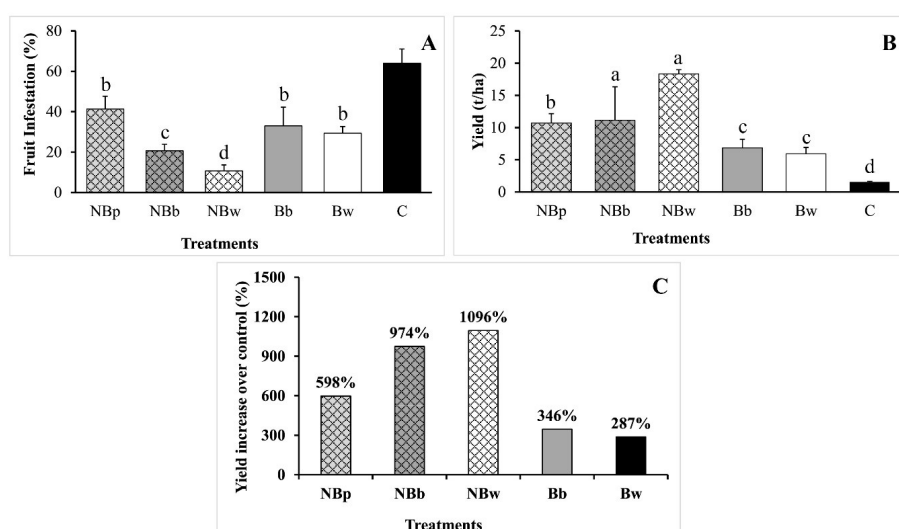 A
Fruit Infestation (%)
80
60
40
20
0
b
c
d
b
b
NBp NBb NBw Bb Bw C
Treatments
B
Yield (t/ha)
25
20
15
10
5
0
b
a
a
c
c
d
NBp NBb NBw Bb Bw C
Treatments
C
Yield increase over control (%)
1500
1200
900
600
300
0
598%
974%
1096%
346%
287%
NBp NBb NBw Bb Bw
Treatments